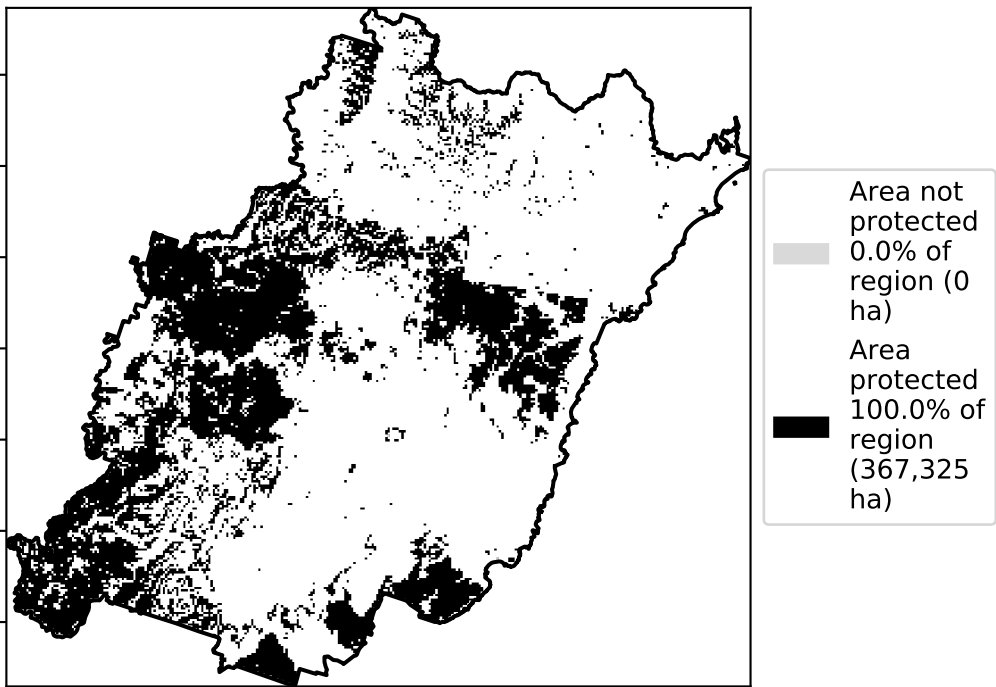 Area not
protected
0.0% of
region (0
ha)
Area
protected
100.0% of
region
(367,325
ha)